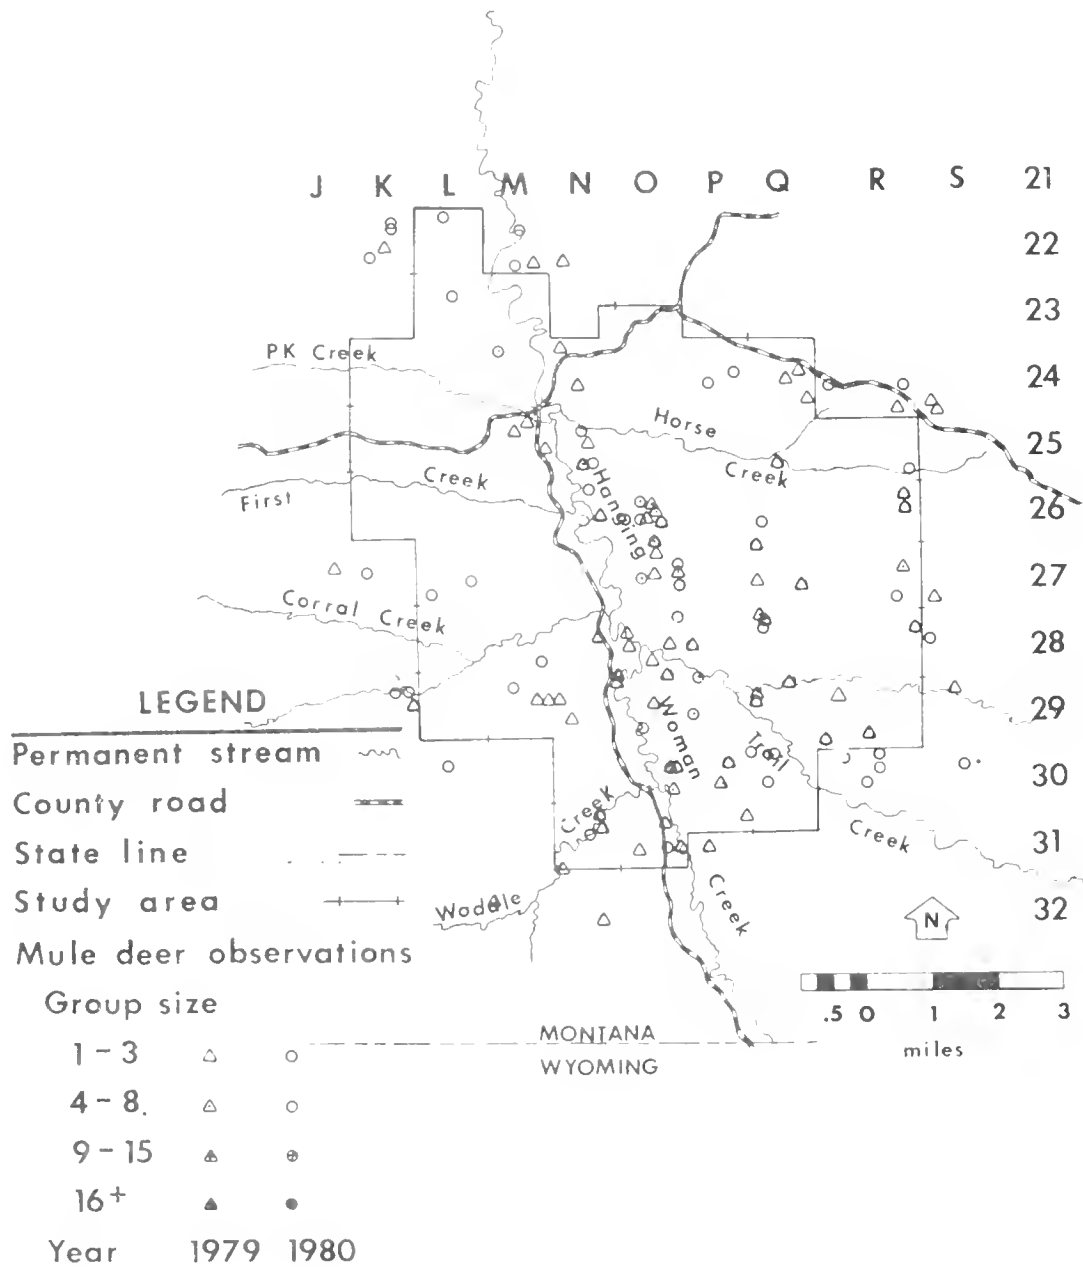 J K L M N O P Q R S 21
22
23
PK Creek
24
Horse
25
Creek
Creek
First
Hanging
26
27
Corral Creek
28
LEGEND
29
Permanent stream
Woman
Trail
30
County road
Creek
State line
Creek
31
Study area
Waddle
Creek
32
N
Mule deer observations
Group size
.5 0 1 2 3
miles
1 - 3
MONTANA
WYOMING
4 - 8.
9 - 15
16+
Year 1979 1980